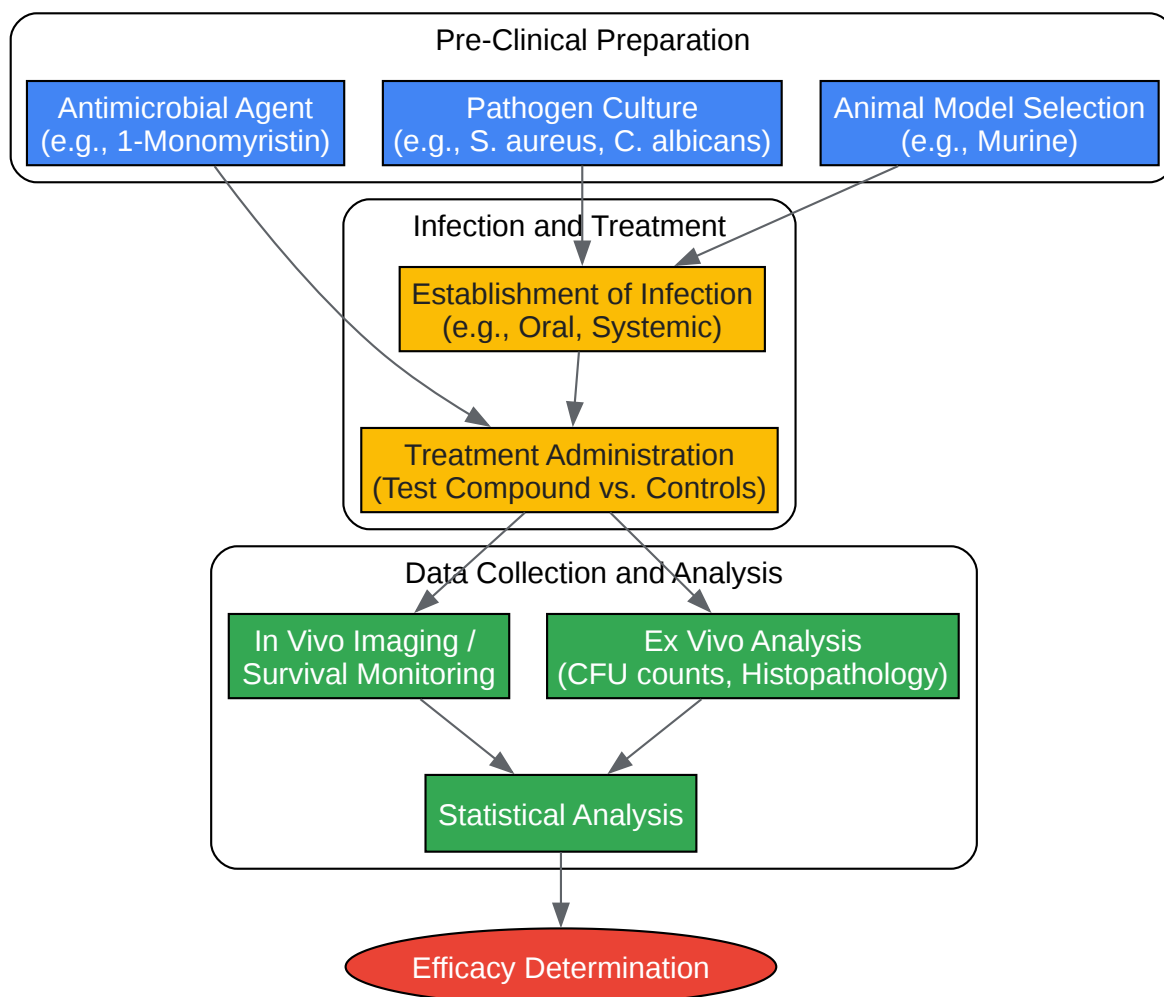 Pre-Clinical Preparation
Antimicrobial Agent
(e.g., 1-Monomyristin)
Pathogen Culture
(e.g., S. aureus, C. albicans)
Animal Model Selection
(e.g., Murine)
Infection and Treatment
Establishment of Infection
(e.g., Oral, Systemic)
Treatment Administration
(Test Compound vs. Controls)
Data Collection and Analysis
In Vivo Imaging /
Survival Monitoring
Ex Vivo Analysis
(CFU counts, Histopathology)
Statistical Analysis
Efficacy Determination